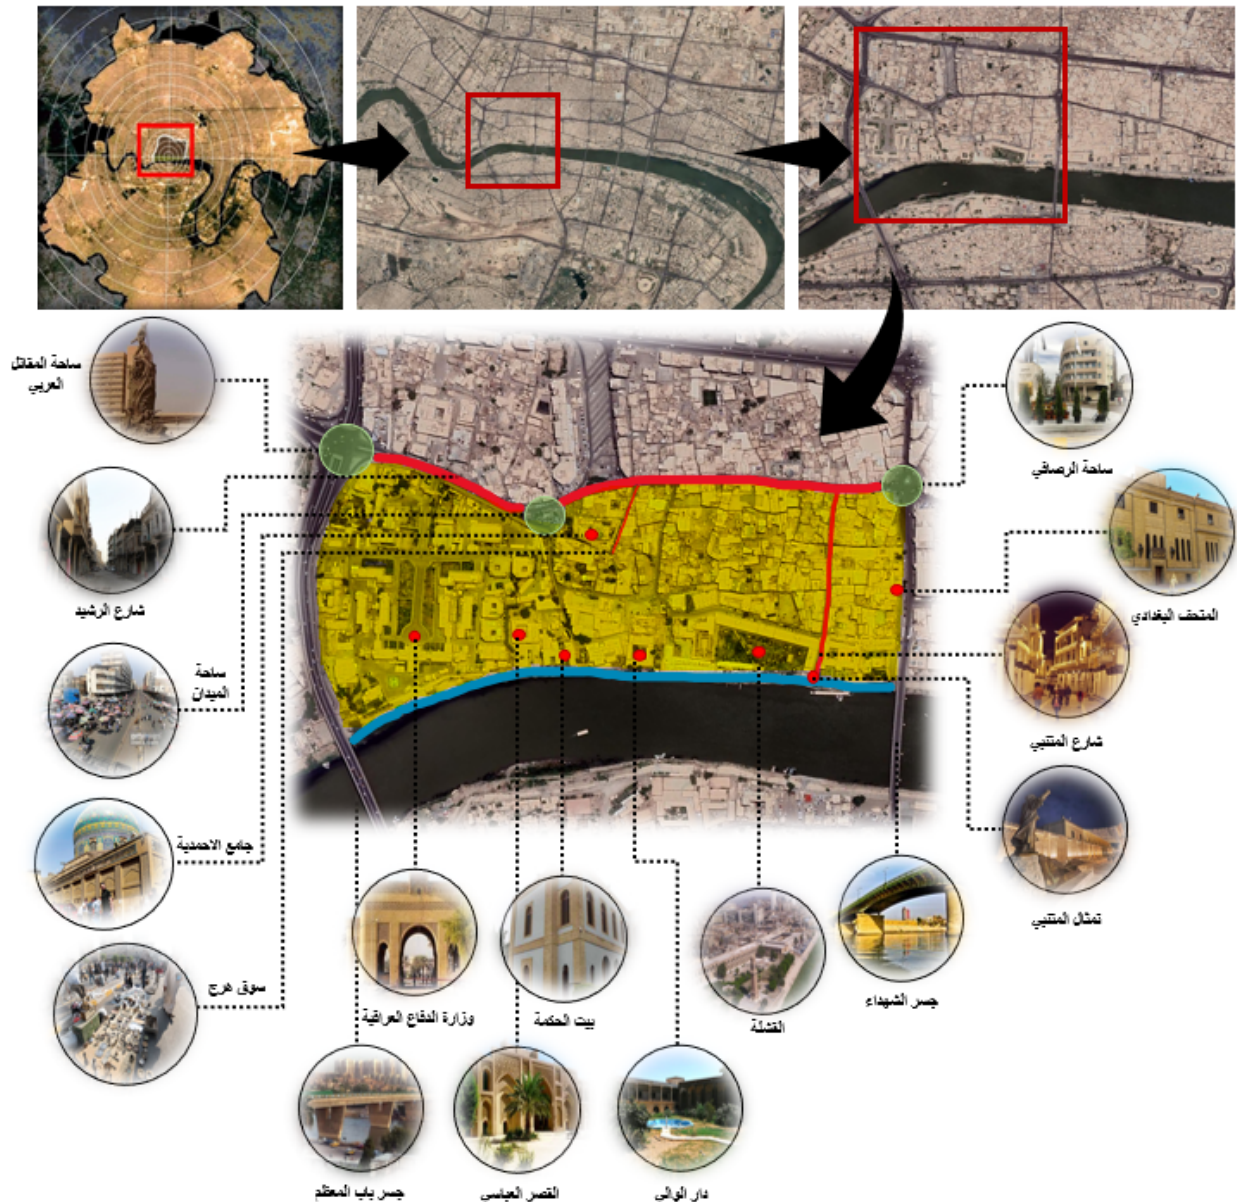 ساحة المقاتل
العربي
ساحة الرصافي
شارع الرشيد
المتحف البغدادي
ساحة
الميدان
شارع المتنبي
جامع الاحمدية
تمثال المتنبي
سوق هرج
وزارة الدفاع العراقية
بيت الحكمة
القشلة
جسر الشهداء
جسر باب المعظم
القصر العباسي
دار الوالي